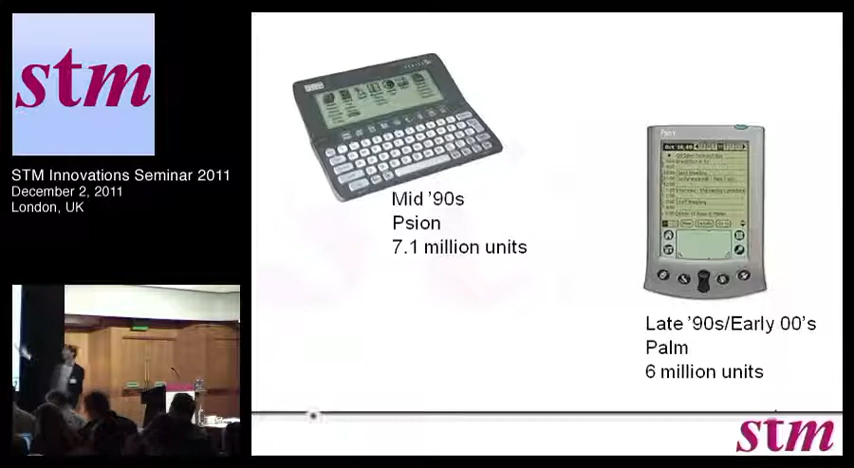 stm
STM Innovations Seminar 2011
December 2, 2011
London, UK
Mid '90s
Psion
7.1 million units
Late '90s/Early 00's
Palm
6 million units
stm